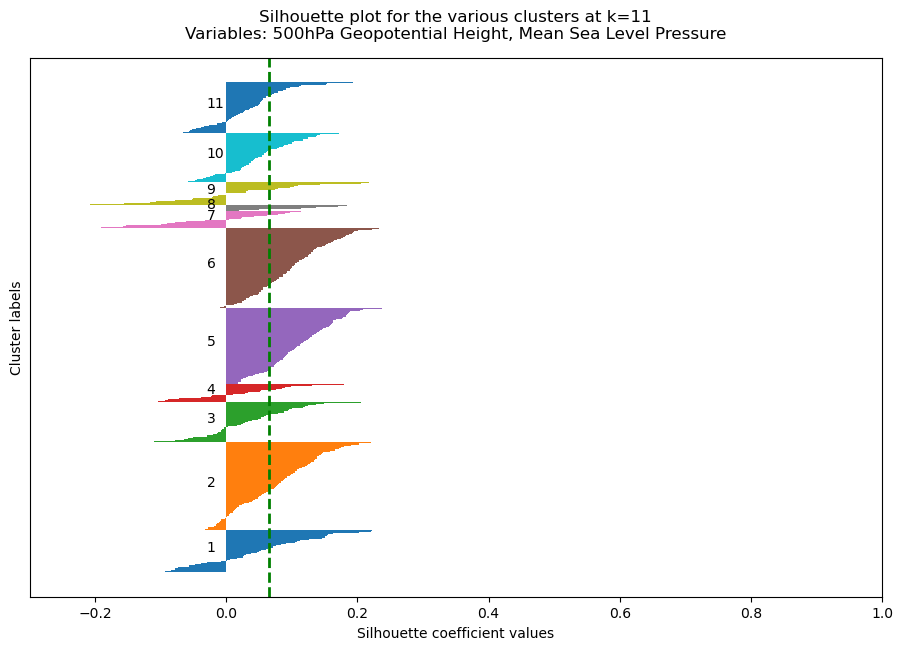 Silhouette plot for the various clusters at k=11
Variables: 500hPa Geopotential Height, Mean Sea Level Pressure
Cluster labels
11
10
9
8
7
6
5
4
3
2
1
−0.2 0.0 0.2 0.4 0.6 0.8 1.0
Silhouette coefficient values